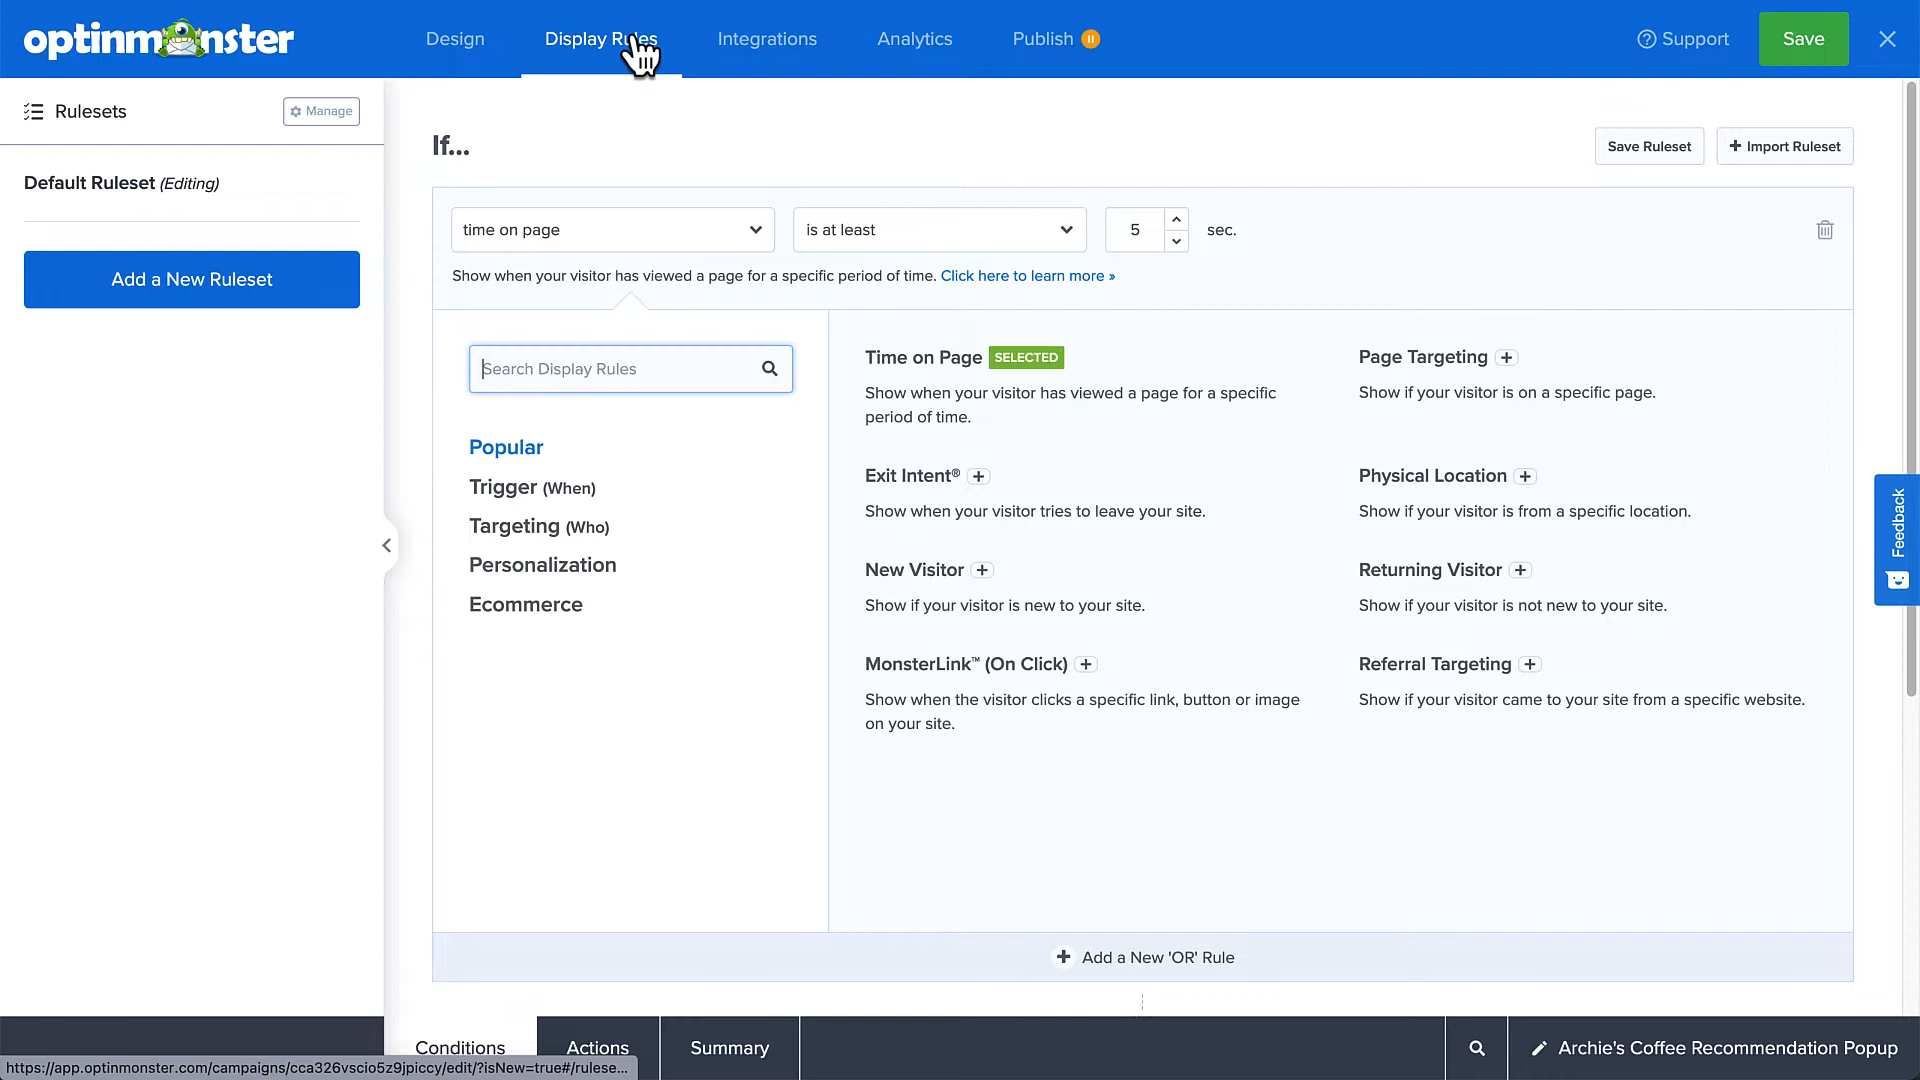 optinmonster
Design
Display Rules
Integrations
Analytics
Publish
Support
Save
Rulesets
Manage
Default Ruleset (Editing)
Add a New Ruleset
If...
Save Ruleset
Import Ruleset
time on page
is at least
5
sec.
Show when your visitor has viewed a page for a specific period of time. Click here to learn more »
Search Display Rules
Popular
Trigger (When)
Targeting (Who)
Personalization
Ecommerce
Time on Page SELECTED
Show when your visitor has viewed a page for a specific
period of time.
Page Targeting
Show if your visitor is on a specific page.
Exit Intent®
Show when your visitor tries to leave your site.
Physical Location
Show if your visitor is from a specific location.
New Visitor
Show if your visitor is new to your site.
Returning Visitor
Show if your visitor is not new to your site.
MonsterLink™ (On Click)
Show when the visitor clicks a specific link, button or image
on your site.
Referral Targeting
Show if your visitor came to your site from a specific website.
Feedback
Add a New 'OR' Rule
Conditions
Actions
Summary
Archie's Coffee Recommendation Popup
https://app.optinmonster.com/campaigns/cca326vscio5z9jpiccy/edit/?isNew=true#/rulese...